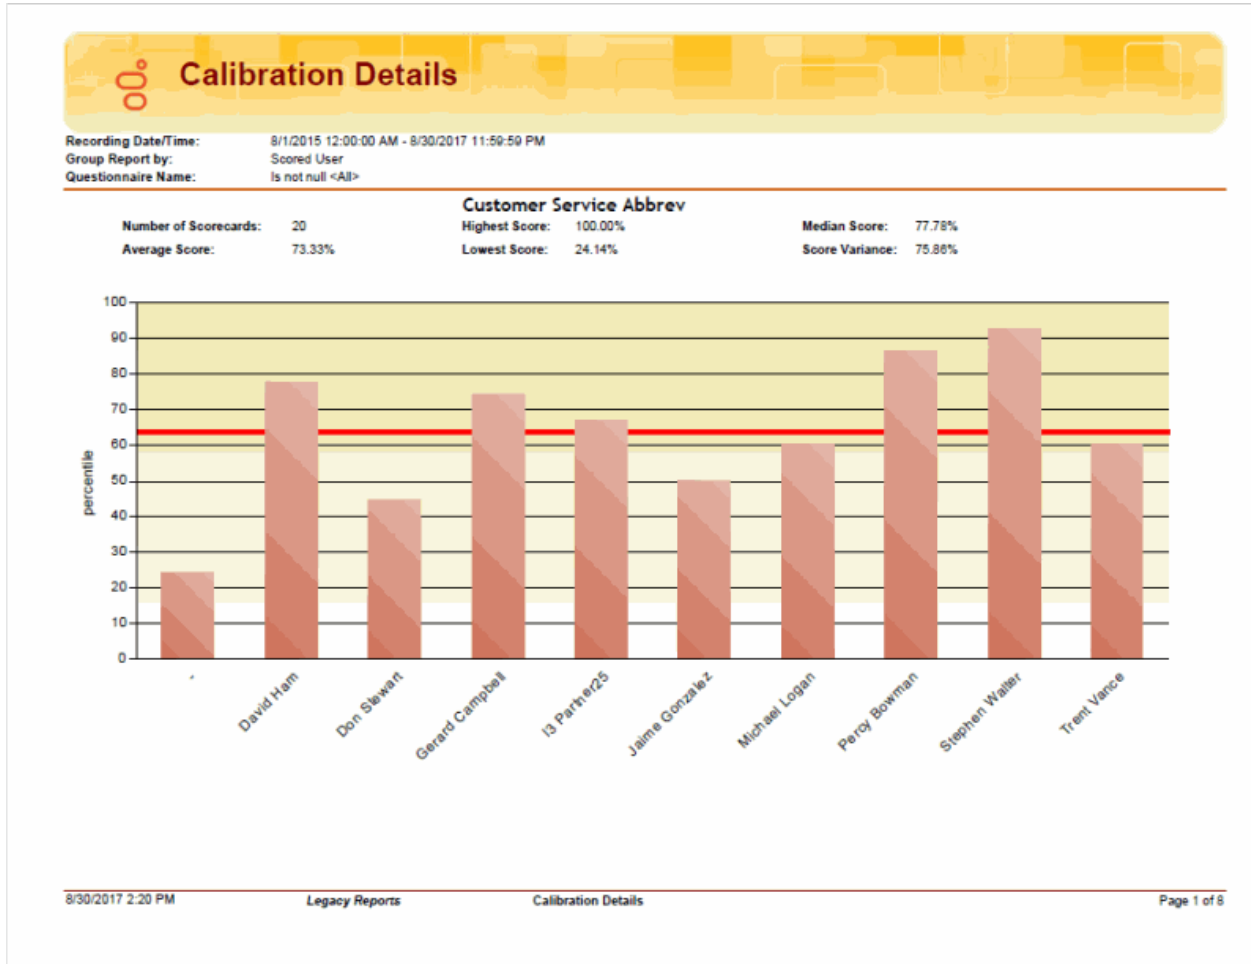 Calibration Details
Recording Date/Time: 8/1/2015 12:00:00 AM - 8/30/2017 11:59:59 PM
Group Report by: Scored User
Questionnaire Name: Is not null <All>
Customer Service Abbrev
Number of Scorecards: 20 Highest Score: 100.00% Median Score: 77.78%
Average Score: 73.33% Lowest Score: 24.14% Score Variance: 75.86%
100
90
80
70
60
50
40
30
20
10
0
percentile
-
David Ham
Don Stewart
Gerard Campbell
I3 Partner25
Jaime Gonzalez
Michael Logan
Percy Bowman
Stephen Walter
Trent Vance
8/30/2017 2:20 PM Legacy Reports Calibration Details Page 1 of 8